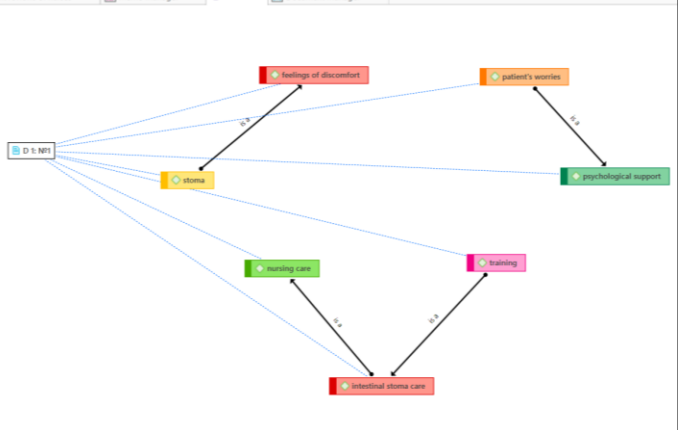 feelings of discomfort
patient's worries
is a
is a
D 1: №1
stoma
psychological support
nursing care
training
is a
is a
intestinal stoma care